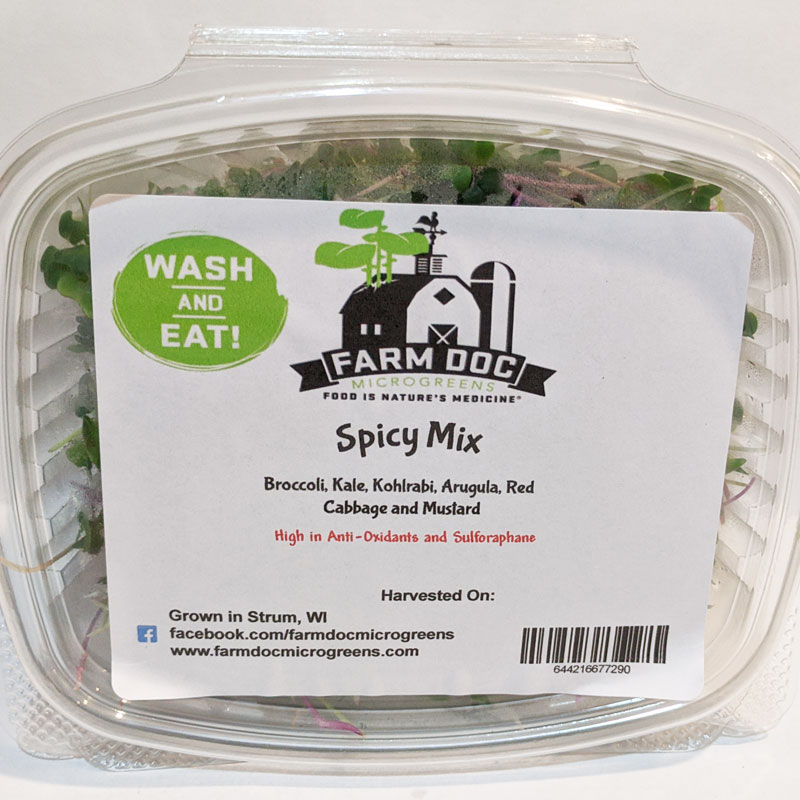 WASH
AND
EAT!
FARM DOC
MICROGREENS
FOOD IS NATURE'S MEDICINE®
Spicy Mix
Broccoli, Kale, Kohlrabi, Arugula, Red
Cabbage and Mustard
High in Anti-Oxidants and Sulforaphane
Harvested On:
Grown in Strum, WI
facebook.com/farmdocmicrogreens
www.farmdocmicrogreens.com
644216677290